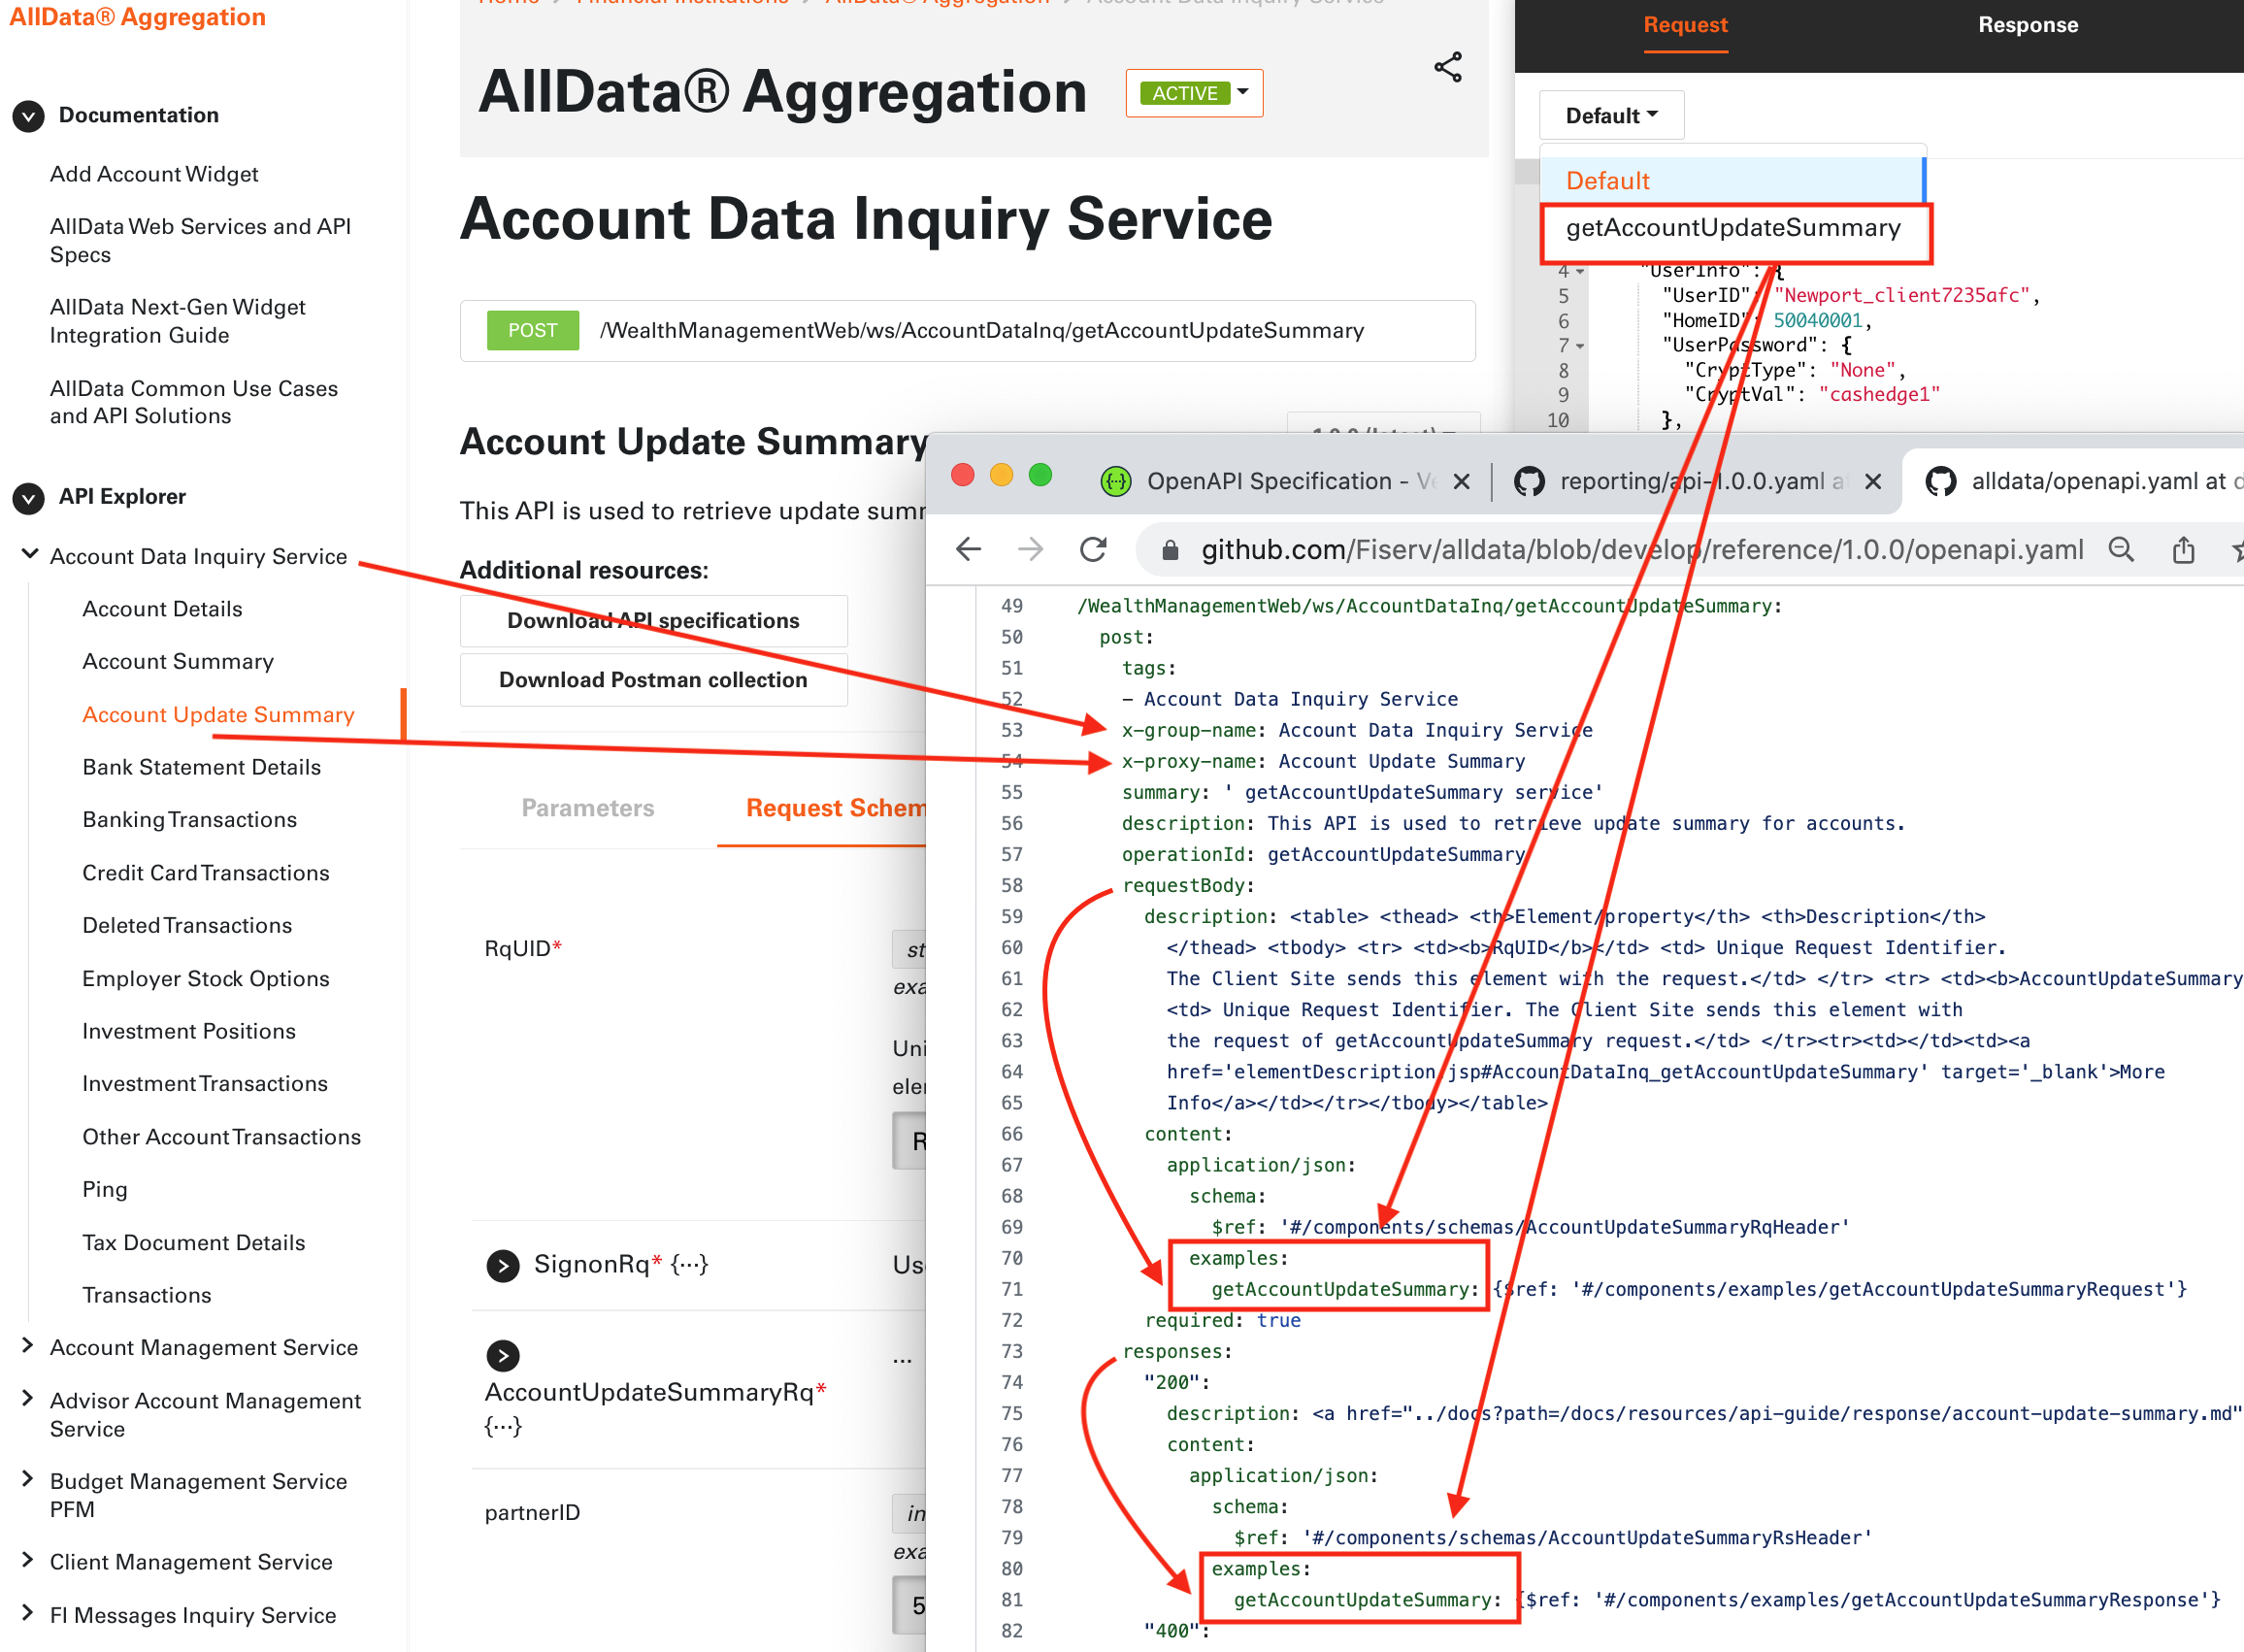 AllData® Aggregation
Documentation
Add Account Widget
AllData Web Services and API
Specs
AllData Next-Gen Widget
Integration Guide
AllData Common Use Cases
and API Solutions
API Explorer
Account Data Inquiry Service
Account Details
Account Summary
Account Update Summary
Bank Statement Details
Banking Transactions
Credit Card Transactions
Deleted Transactions
Employer Stock Options
Investment Positions
Investment Transactions
Other Account Transactions
Ping
Tax Document Details
Transactions
Account Management Service
Advisor Account Management
Service
Budget Management Service
PFM
Client Management Service
FI Messages Inquiry Service
Home > Financial Institutions > AllData® Aggregation > Account Data Inquiry Service
AllData® Aggregation
ACTIVE
Account Data Inquiry Service
POST /WealthManagementWeb/ws/AccountDataInq/getAccountUpdateSummary
Account Update Summary
1.0.0 (latest)
This API is used to retrieve update
Additional resources:
Download API specifications
Download Postman collection
Parameters
Request Schem
RqUID*
SignonRq* {...}
AccountUpdateSummaryRq*
{...}
...
partnerID
Request
Response
Default
Default
getAccountUpdateSummary
4 "UserInfo": {
5 "UserID": "Newport_client7235afc",
6 "HomeID": 50040001,
7 "UserPassword": {
8 "CryptType": "None",
9 "CryptVal": "cashedge1"
10 },
OpenAPI Specification -
reporting/api-1.0.0.yaml
alldata/openapi.yaml at
github.com/Fiserv/alldata/blob/develop/reference/1.0.0/openapi.yaml
49 /WealthManagementWeb/ws/AccountDataInq/getAccountUpdateSummary:
50 post:
51 tags:
52 - Account Data Inquiry Service
53 x-group-name: Account Data Inquiry Service
54 x-proxy-name: Account Update Summary
55 summary: ' getAccountUpdateSummary service'
56 description: This API is used to retrieve update summary for accounts.
57 operationId: getAccountUpdateSummary
58 requestBody:
59 description: <table> <thead> <th>Element/property</th> <th>Description</th>
60 </thead> <tbody> <tr> <td><b>RqUID</b></td> <td> Unique Request Identifier.
61 The Client Site sends this element with the request.</td> </tr> <tr> <td><b>AccountUpdateSummary
62 <td> Unique Request Identifier. The Client Site sends this element with
63 the request of getAccountUpdateSummary request.</td> </tr><tr><td></td><td><a
64 href='elementDescription.jsp#AccountDataInq_getAccountUpdateSummary' target='_blank'>More
65 Info</a></td></tr></tbody></table>
66 content:
67 application/json:
68 schema:
69 $ref: '#/components/schemas/AccountUpdateSummaryRqHeader'
70 examples:
71 getAccountUpdateSummary: {$ref: '#/components/examples/getAccountUpdateSummaryRequest'}
72 required: true
73 responses:
74 "200":
75 description: <a href="../docs?path=/docs/resources/api-guide/response/account-update-summary.md"
76 content:
77 application/json:
78 schema:
79 $ref: '#/components/schemas/AccountUpdateSummaryRsHeader'
80 examples:
81 getAccountUpdateSummary: {$ref: '#/components/examples/getAccountUpdateSummaryResponse'}
82 "400":